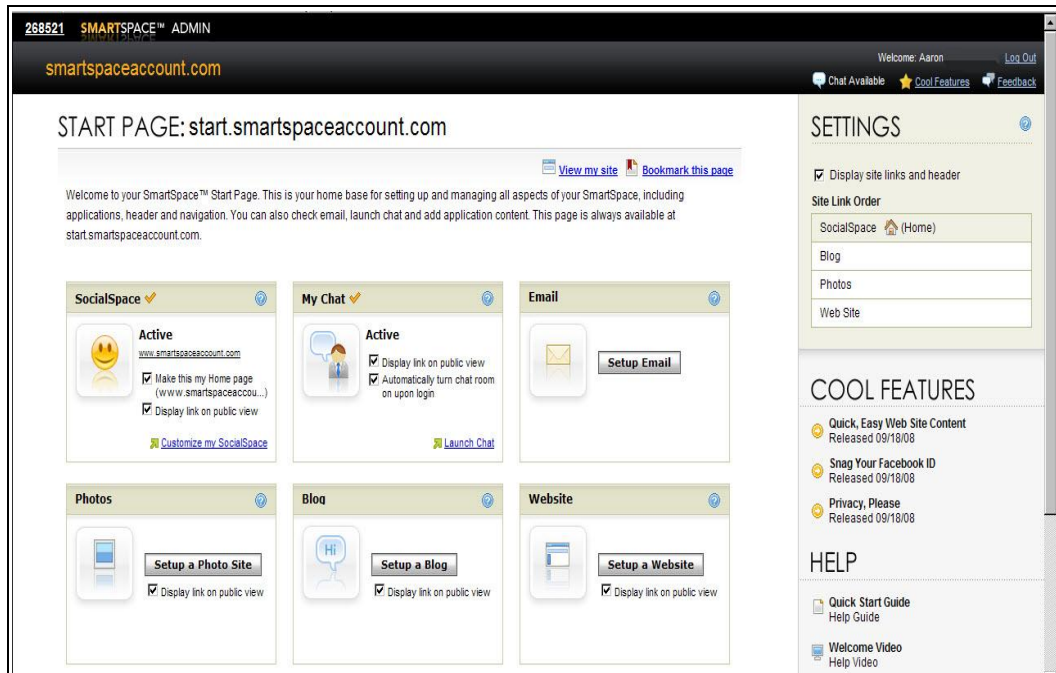 268521 SMARTSPACE™ ADMIN
smartspaceaccount.com
Welcome: Aaron Log Out
Chat Available Cool Features Feedback
START PAGE: start.smartspaceaccount.com
View my site Bookmark this page
Welcome to your SmartSpace™ Start Page. This is your home base for setting up and managing all aspects of your SmartSpace, including
applications, header and navigation. You can also check email, launch chat and add application content. This page is always available at
start.smartspaceaccount.com.
SocialSpace
Active
www.smartspaceaccount.com
Make this my Home page
(www.smartspaceaccou...)
Display link on public view
Customize my SocialSpace
My Chat
Active
Display link on public view
Automatically turn chat room
on upon login
Launch Chat
Email
Setup Email
Photos
Setup a Photo Site
Display link on public view
Blog
Hi
Setup a Blog
Display link on public view
Website
Setup a Website
Display link on public view
SETTINGS
Display site links and header
Site Link Order
SocialSpace (Home)
Blog
Photos
Web Site
COOL FEATURES
Quick, Easy Web Site Content
Released 09/18/08
Snag Your Facebook ID
Released 09/18/08
Privacy, Please
Released 09/18/08
HELP
Quick Start Guide
Help Guide
Welcome Video
Help Video